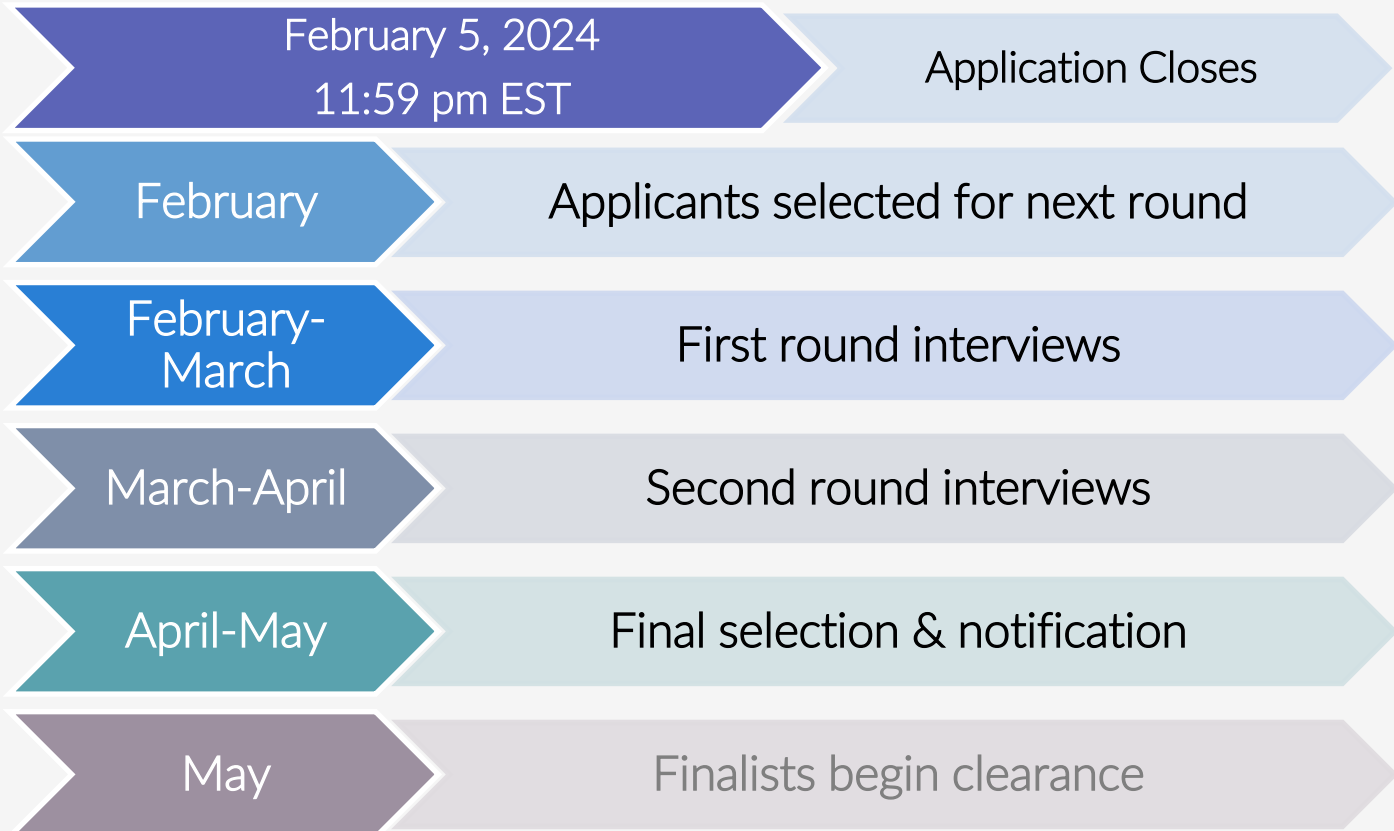 February 5, 2024
11:59 pm EST
Application Closes
February
Applicants selected for next round
February-
March
First round interviews
March-April
Second round interviews
April-May
Final selection & notification
May
Finalists begin clearance